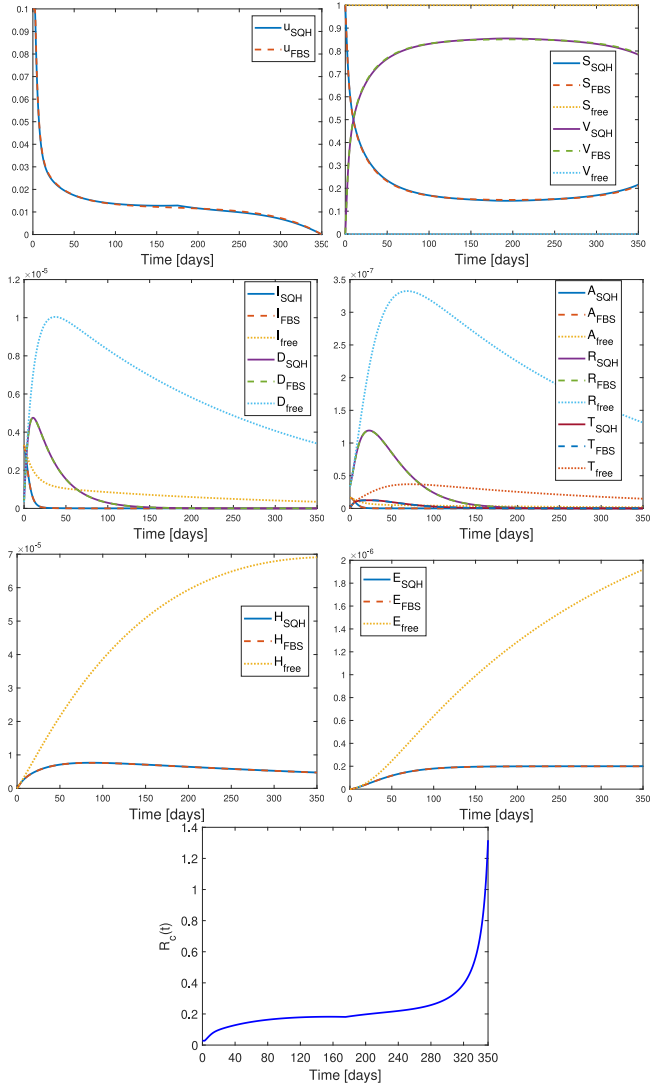 0.1
0.09
0.08
0.07
0.06
0.05
0.04
0.03
0.02
0.01
0
0 50 100 150 200 250 300 350
Time [days]
u_SQH
u_FBS
1
0.9
0.8
0.7
0.6
0.5
0.4
0.3
0.2
0.1
0
0 50 100 150 200 250 300 350
Time [days]
S_SQH
S_FBS
S_free
V_SQH
V_FBS
V_free
×10^-5
1.2
1
0.8
0.6
0.4
0.2
0
0 50 100 150 200 250 300 350
Time [days]
I_SQH
I_FBS
I_free
D_SQH
D_FBS
D_free
×10^-7
3.5
3
2.5
2
1.5
1
0.5
0
0 50 100 150 200 250 300 350
Time [days]
A_SQH
A_FBS
A_free
R_SQH
R_FBS
R_free
T_SQH
T_FBS
T_free
×10^-5
7
6
5
4
3
2
1
0
0 50 100 150 200 250 300 350
Time [days]
H_SQH
H_FBS
H_free
×10^-6
2
1.8
1.6
1.4
1.2
1
0.8
0.6
0.4
0.2
0
0 50 100 150 200 250 300 350
Time [days]
E_SQH
E_FBS
E_free
1.4
1.2
1
0.8
0.6
0.4
0.2
0
R_c(t)
0 40 80 120 160 200 240 280 320 350
Time [days]